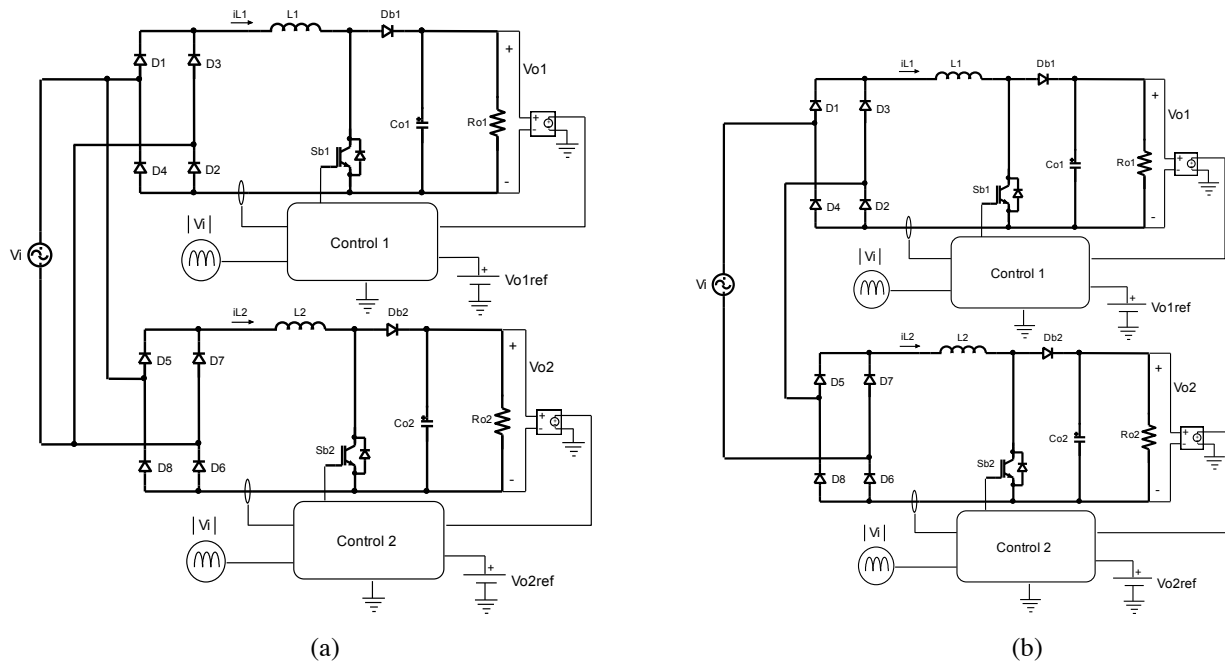 iL1 L1 Db1
D1 D3
+
Vo1
+
-
Co1 Ro1
Sb1
D4 D2
-
|Vi|
Control 1
+
Vo1ref
Vi
iL2 L2 Db2
D5 D7
+
Vo2
+
-
Co2 Ro2
Sb2
D8 D6
-
|Vi|
Control 2
+
Vo2ref
(a)
iL1 L1 Db1
D1 D3
+
Vo1
+
-
Co1 Ro1
Sb1
D4 D2
-
|Vi|
Control 1
+
Vo1ref
Vi
iL2 L2 Db2
D5 D7
+
Vo2
+
-
Co2 Ro2
Sb2
D8 D6
-
|Vi|
Control 2
+
Vo2ref
(b)